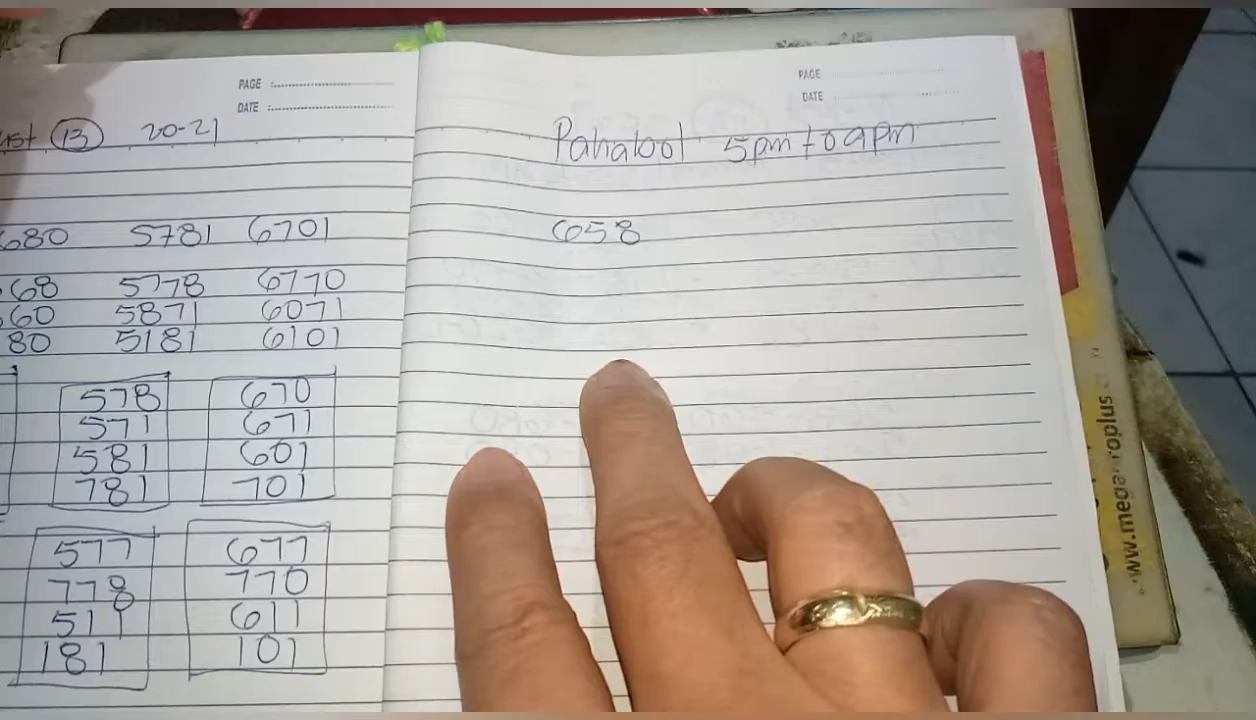 PAGE :
DATE :
ust 13 20-21
680 5781 6701
68 5778 6770
60 5871 6071
80 5181 6101
578 670
571 671
581 601
781 701
577 677
778 770
511 611
181 101
PAGE
DATE
5pm to 9pm
658
www.mega roplus